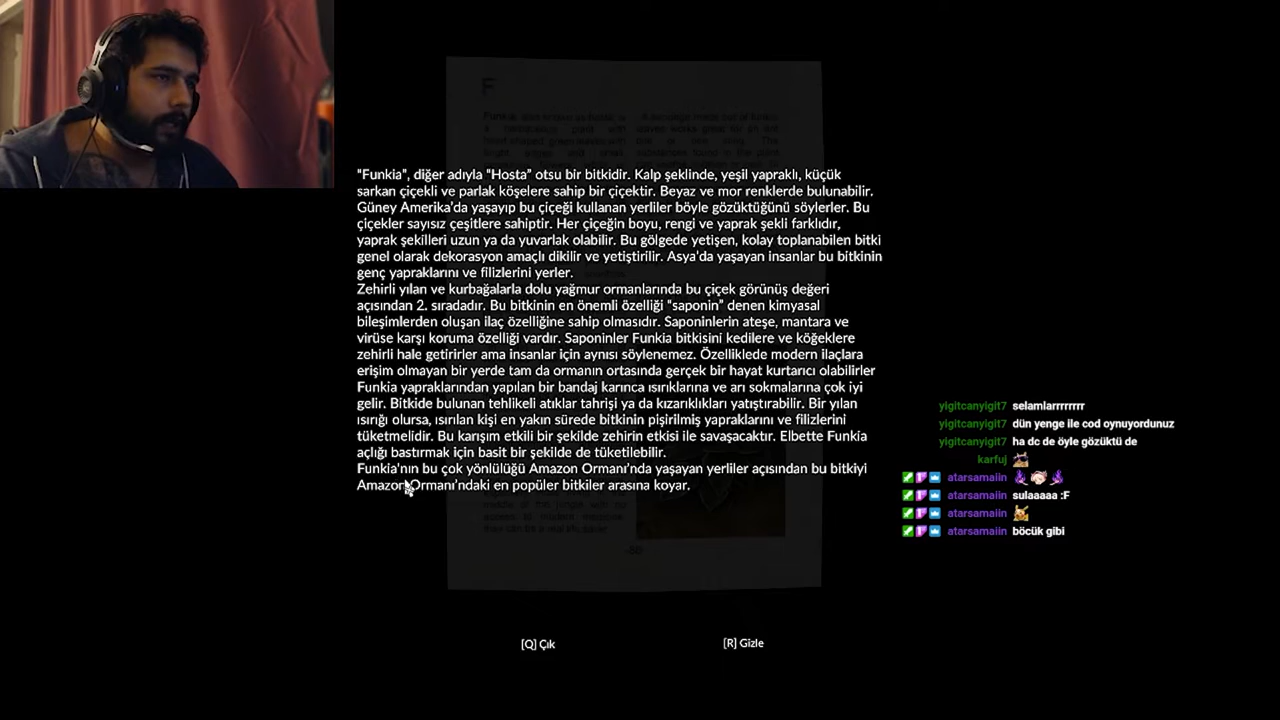 F
"Funkia", diğer adıyla "Hosta" otsu bir bitkidir. Kalp şeklinde, yeşil yapraklı, küçük
sarkan çiçekli ve parlak köşelere sahip bir çiçektir. Beyaz ve mor renklerde bulunabilir.
Güney Amerika'da yaşayıp bu çiçeği kullanan yerliler böyle gözüktüğünü söylerler. Bu
çiçekler sayısız çeşitlere sahiptir. Her çiçeğin boyu, rengi ve yaprak şekli farklıdır,
yaprak şekilleri uzun ya da yuvarlak olabilir. Bu gölgede yetişen, kolay toplanabilen bitki
genel olarak dekorasyon amaçlı dikilir ve yetiştirilir. Asya'da yaşayan insanlar bu bitkinin
genç yapraklarını ve filizlerini yerler.
Zehirli yılan ve kurbağalarla dolu yağmur ormanlarında bu çiçek görünüş değeri
açısından 2. sıradadır. Bu bitkinin en önemli özelliği "saponin" denen kimyasal
bileşimlerden oluşan ilaç özelliğine sahip olmasıdır. Saponinlerin ateşe, mantara ve
virüse karşı koruma özelliği vardır. Saponinler Funkia bitkisini kedilere ve köğeklere
zehirli hale getirirler ama insanlar için aynısı söylenemez. Özelliklede modern ilaçlara
erişim olmayan bir yerde tam da ormanın ortasında gerçek bir hayat kurtarıcı olabilirler
Funkia yapraklarından yapılan bir bandaj karınca ısırıklarına ve arı sokmalarına çok iyi
gelir. Bitkide bulunan tehlikeli atıklar tahrişi ya da kızarıklıkları yatıştırabilir. Bir yılan
ısırığı olursa, ısırılan kişi en yakın sürede bitkinin pişirilmiş yapraklarını ve filizlerini
tüketmelidir. Bu karışım etkili bir şekilde zehirin etkisi ile savaşacaktır. Elbette Funkia
açlığı bastırmak için basit bir şekilde de tüketilebilir.
Funkia'nın bu çok yönlülüğü Amazon Ormanı'nda yaşayan yerliler açısından bu bitkiyi
Amazon Ormanı'ndaki en popüler bitkiler arasına koyar.
[Q] Çık
[R] Gizle
yigitcanyigit7 selamlarrrrrrrr
yigitcanyigit7 dün yenge ile cod oynuyordunuz
yigitcanyigit7 ha dc de öyle gözüktü de
karfuj
atarsamaiin
atarsamaiin sulaaaaa :F
atarsamaiin
atarsamaiin böcük gibi